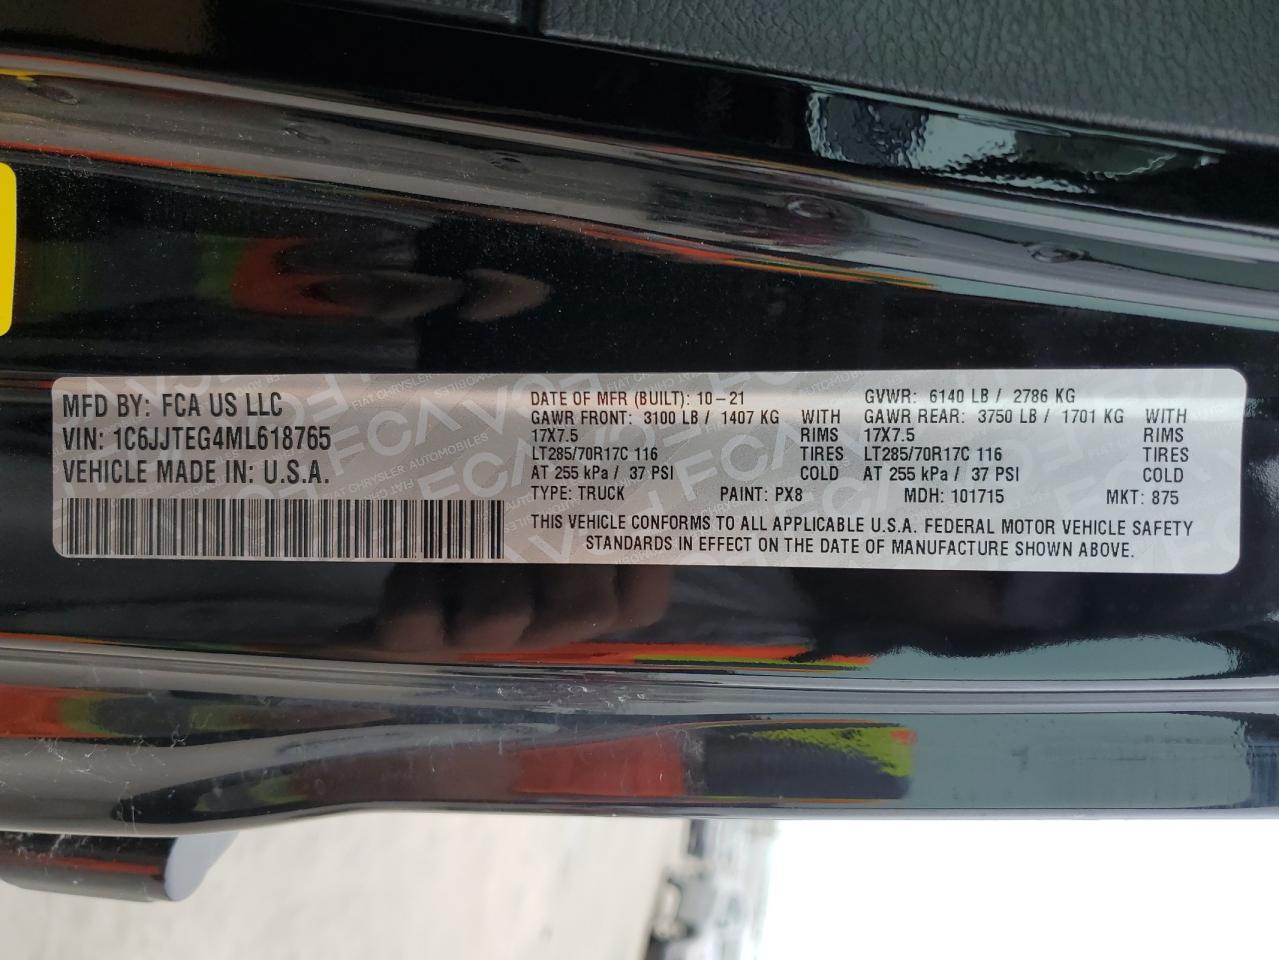 MFD BY: FCA US LLC
VIN: 1C6JJTEG4ML618765
VEHICLE MADE IN: U.S.A.
DATE OF MFR (BUILT): 10-21 GVWR: 6140 LB / 2786 KG
GAWR FRONT: 3100 LB / 1407 KG WITH GAWR REAR: 3750 LB / 1701 KG WITH
17X7.5 RIMS 17X7.5 RIMS
LT285/70R17C 116 TIRES LT285/70R17C 116 TIRES
AT 255 kPa / 37 PSI COLD AT 255 kPa / 37 PSI COLD
TYPE: TRUCK PAINT: PX8 MDH: 101715 MKT: 875
THIS VEHICLE CONFORMS TO ALL APPLICABLE U.S.A. FEDERAL MOTOR VEHICLE SAFETY
STANDARDS IN EFFECT ON THE DATE OF MANUFACTURE SHOWN ABOVE.